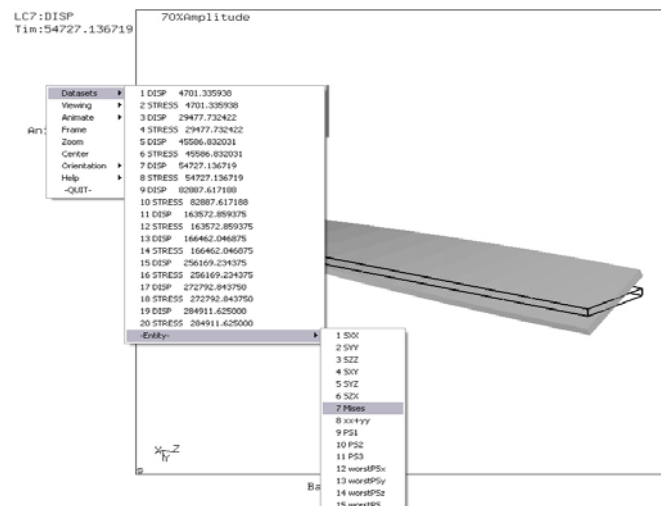 LC7:DISP
Tim:54727.136719
70%Amplitude
Datasets
Viewing
Animate
Frame
Zoom
Center
Orientation
Help
-QUIT-
1 DISP 4701.335938
2 STRESS 4701.335938
3 DISP 29477.732422
4 STRESS 29477.732422
5 DISP 45586.832031
6 STRESS 45586.832031
7 DISP 54727.136719
8 STRESS 54727.136719
9 DISP 82887.617188
10 STRESS 82887.617188
11 DISP 163572.859375
12 STRESS 163572.859375
13 DISP 166462.046875
14 STRESS 166462.046875
15 DISP 256169.234375
16 STRESS 256169.234375
17 DISP 272792.843750
18 STRESS 272792.843750
19 DISP 284911.625000
20 STRESS 284911.625000
-Entity-
1 SXX
2 SYY
3 SZZ
4 SXY
5 SYZ
6 SZX
7 Mises
8 xx+yy
9 PS1
10 PS2
11 PS3
12 worstPSx
13 worstPSy
14 worstPSz
15 worstPS
Ani
X Z
Y
Ba